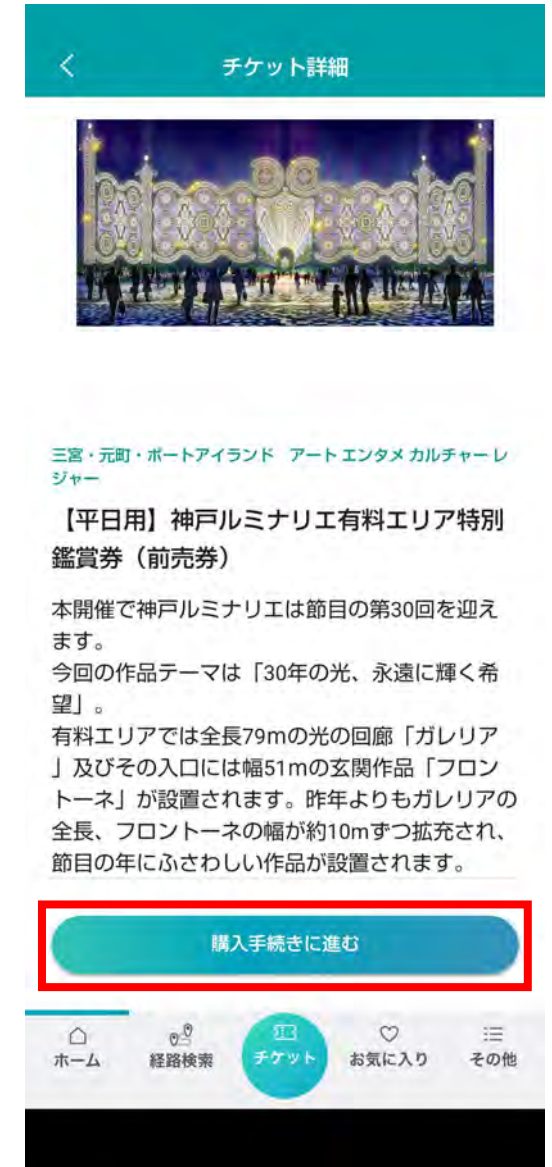 チケット詳細
三宮・元町・ポートアイランド　アート エンタメ カルチャー レ
ジャー
【平日用】神戸ルミナリエ有料エリア特別
鑑賞券（前売券）
本開催で神戸ルミナリエは節目の第30回を迎え
ます。
今回の作品テーマは「30年の光、永遠に輝く希
望」。
有料エリアでは全長79mの光の回廊「ガレリア
」及びその入口には幅51mの玄関作品「フロン
トーネ」が設置されます。昨年よりもガレリアの
全長、フロントーネの幅が約10mずつ拡充され、
節目の年にふさわしい作品が設置されます。
購入手続きに進む
ホーム 経路検索 チケット お気に入り その他